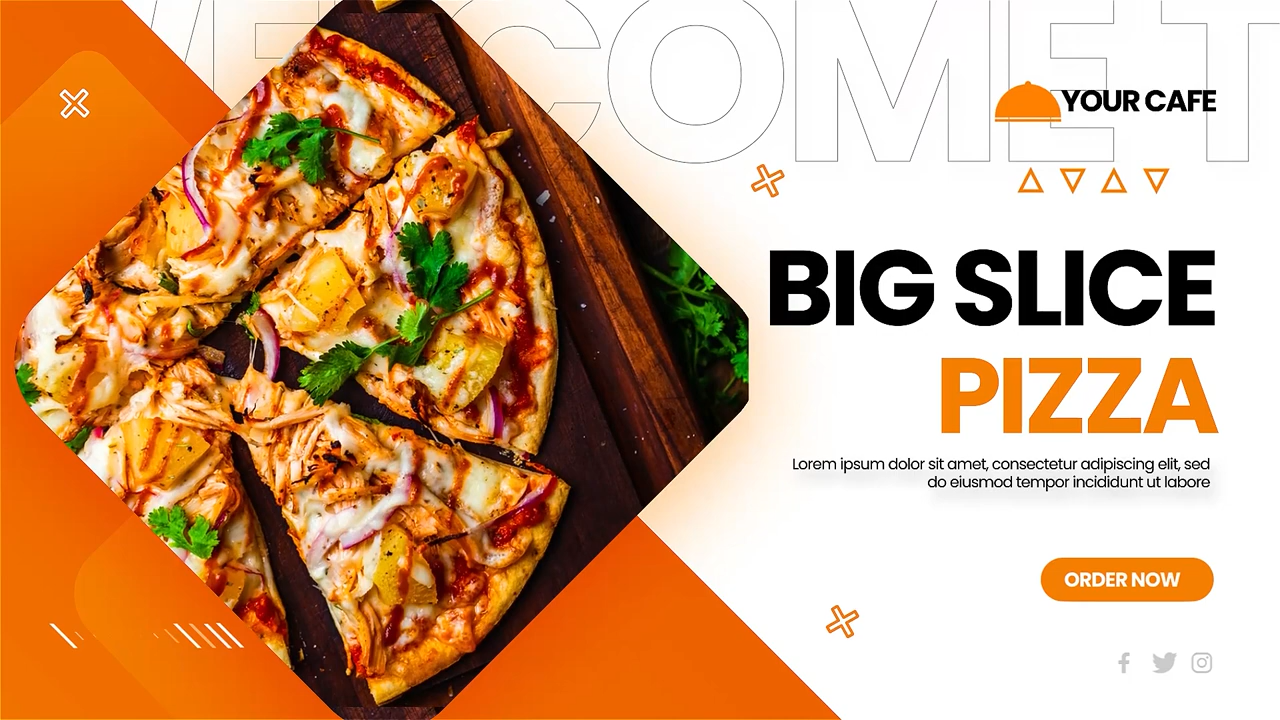 WELCOME T
YOUR CAFE
BIG SLICE
PIZZA
Lorem ipsum dolor sit amet, consectetur adipiscing elit, sed
do eiusmod tempor incididunt ut labore
ORDER NOW